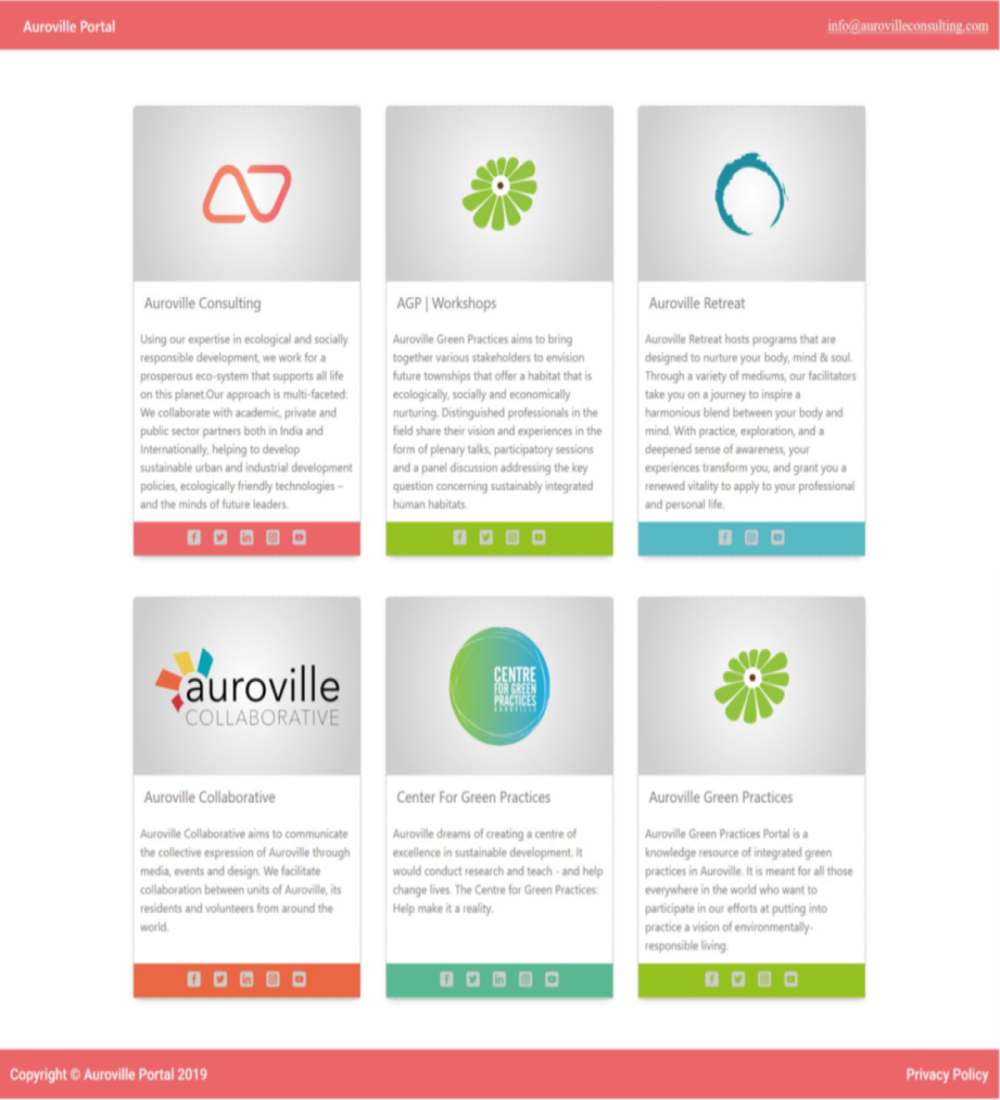 Auroville Portal
info@aurovilleconsulting.com
Auroville Consulting
Using our expertise in ecological and socially
responsible development, we work for a
prosperous eco-system that supports all life
on this planet.Our approach is multi-faceted:
We collaborate with academic, private and
public sector partners both in India and
Internationally, helping to develop
sustainable urban and industrial development
policies, ecologically friendly technologies –
and the minds of future leaders.
AGP | Workshops
Auroville Green Practices aims to bring
together various stakeholders to envision
future townships that offer a habitat that is
ecologically, socially and economically
nurturing. Distinguished professionals in the
field share their vision and experiences in the
form of plenary talks, participatory sessions
and a panel discussion addressing the key
question concerning sustainably integrated
human habitats.
Auroville Retreat
Auroville Retreat hosts programs that are
designed to nurture your body, mind & soul.
Through a variety of mediums, our facilitators
take you on a journey to inspire a
harmonious blend between your body and
mind. With practice, exploration, and a
deepened sense of awareness, your
experiences transform you, and grant you a
renewed vitality to apply to your professional
and personal life.
auroville
COLLABORATIVE
Auroville Collaborative
Auroville Collaborative aims to communicate
the collective expression of Auroville through
media, events and design. We facilitate
collaboration between units of Auroville, its
residents and volunteers from around the
world.
CENTRE
FOR GREEN
PRACTICES
AUROVILLE
Center For Green Practices
Auroville dreams of creating a centre of
excellence in sustainable development. It
would conduct research and teach - and help
change lives. The Centre for Green Practices:
Help make it a reality.
Auroville Green Practices
Auroville Green Practices Portal is a
knowledge resource of integrated green
practices in Auroville. It is meant for all those
everywhere in the world who want to
participate in our efforts at putting into
practice a vision of environmentally-
responsible living.
Copyright © Auroville Portal 2019
Privacy Policy